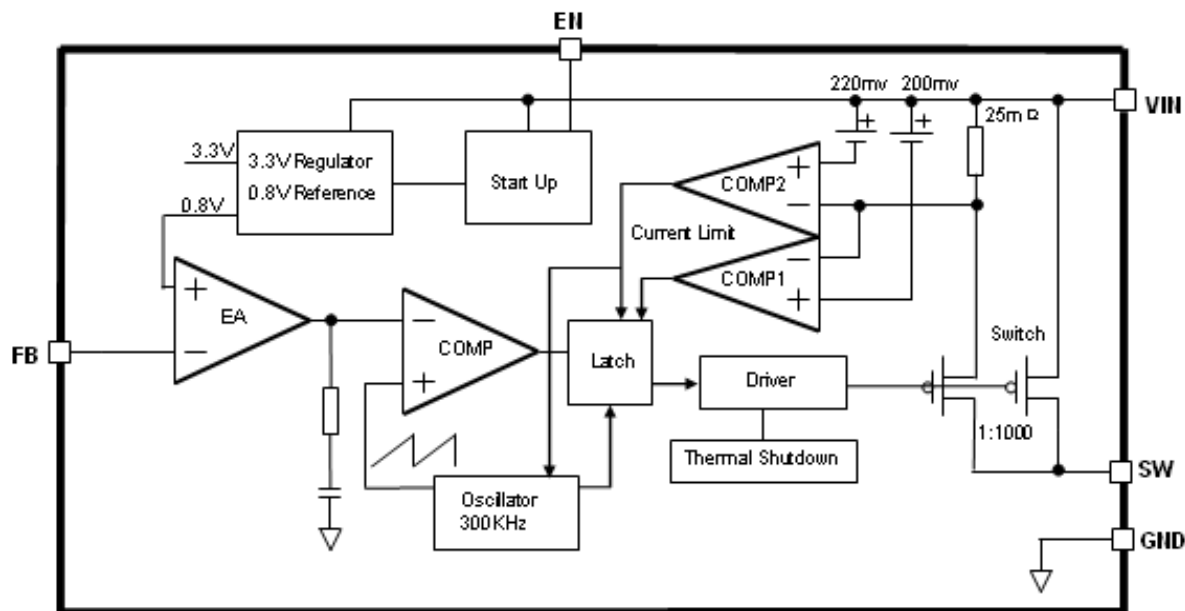 EN
220mv 200mv
VIN
25mΩ
3.3V
3.3V Regulator
0.8V Reference
Start Up
COMP2
0.8V
Current Limit
COMP1
EA
COMP
Switch
FB
Latch
Driver
1:1000
Thermal Shutdown
SW
Oscillator
300KHz
GND